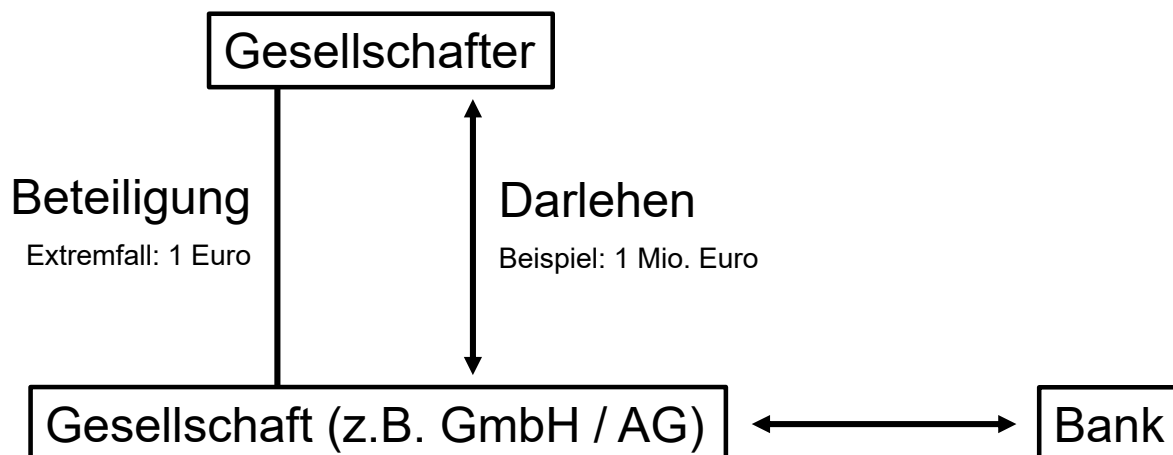 Gesellschafter
Beteiligung
Extremfall: 1 Euro
Darlehen
Beispiel: 1 Mio. Euro
Gesellschaft (z.B. GmbH / AG)
Bank